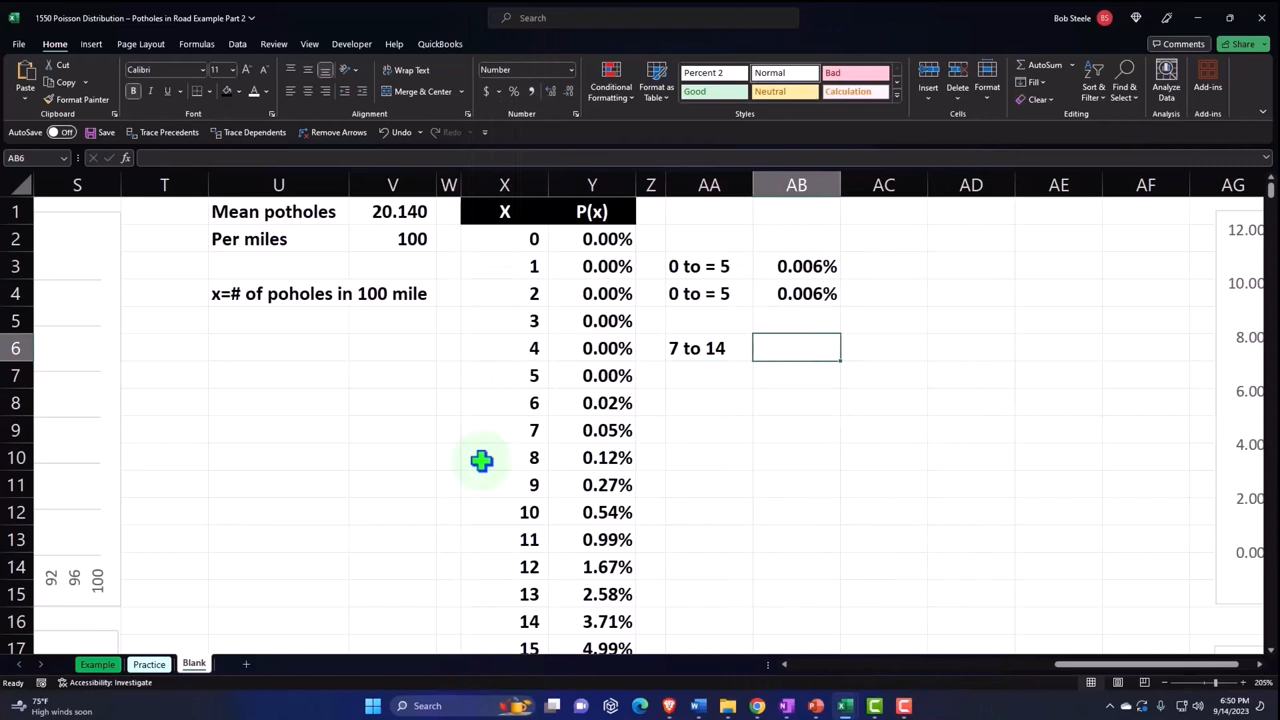 1550 Poisson Distribution – Potholes in Road Example Part 2
Search
Bob Steele
BS
File Home Insert Page Layout Formulas Data Review View Developer Help QuickBooks
Comments
Share
Paste
Cut
Copy
Format Painter
Clipboard
Calibri
11
B I U
Font
Wrap Text
Merge & Center
Alignment
Number
$ %
Number
Conditional Formatting
Format as Table
Percent 2 Normal Bad
Good Neutral Calculation
Styles
Insert Delete Format
Cells
AutoSum
Fill
Clear
Sort & Filter
Find & Select
Editing
Analyze Data
Analysis
Add-ins
Add-ins
AutoSave Off Save Trace Precedents Trace Dependents Remove Arrows Undo Redo
AB6 fx
S T U V W X Y Z AA AB AC AD AE AF AG
1 Mean potholes 20.140 X P(x) 12.00
2 Per miles 100 0 0.00%
3 1 0.00% 0 to = 5 0.006% 10.00
4 x=# of poholes in 100 mile 2 0.00% 0 to = 5 0.006%
5 3 0.00% 8.00
6 4 0.00% 7 to 14
7 5 0.00% 6.00
8 6 0.02%
9 7 0.05% 4.00
10 8 0.12%
11 9 0.27% 2.00
12 10 0.54%
13 11 0.99% 0.00
14 92 96 100 12 1.67%
15 13 2.58%
16 14 3.71%
17 15 4.99%
Example Practice Blank
Ready Accessibility: Investigate 205%
75°F
High winds soon
Search
6:50 PM
9/14/2023